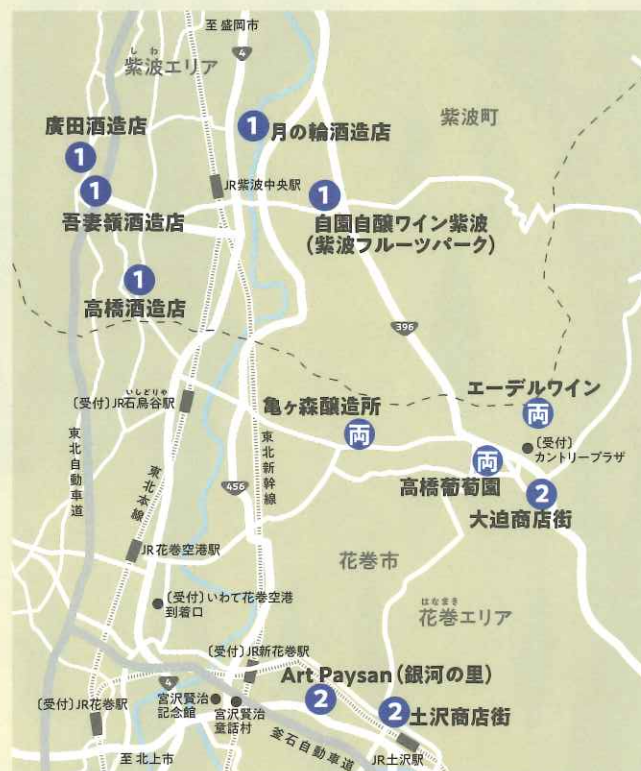 至 盛岡市
4
しわ
紫波エリア
紫波町
廣田酒造店
1
1
月の輪酒造店
1
吾妻嶺酒造店
JR紫波中央駅
1
自園自醸ワイン紫波
(紫波フルーツパーク)
1
高橋酒造店
396
いしどりや
〔受付〕JR石鳥谷駅
亀ヶ森醸造所
両
エーデルワイン
両
〔受付〕
カントリープラザ
両
高橋葡萄園
2
大迫商店街
東北自動車道
東北本線
東北新幹線
456
JR花巻空港駅
花巻市
はなまき
花巻エリア
〔受付〕いわて花巻空港
到着口
〔受付〕JR新花巻駅
Art Paysan(銀河の里)
2
4
宮沢賢治
記念館
宮沢賢治
童話村
2
土沢商店街
〔受付〕JR花巻駅
釜石自動車道
JR土沢駅
至 北上市